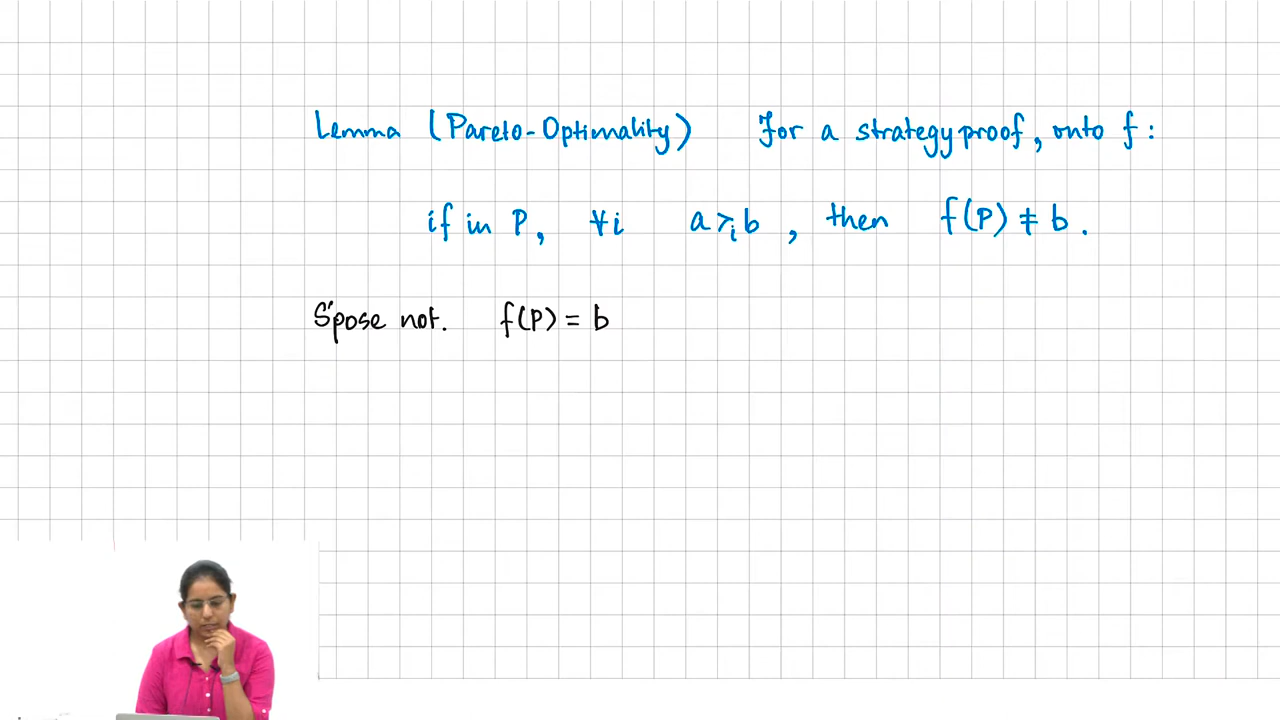 Lemma (Pareto-Optimality) For a strategyproof, onto f :
if in P, ∀i a ≻ᵢ b , then f(P) ≠ b .
S'pose not. f(P) = b